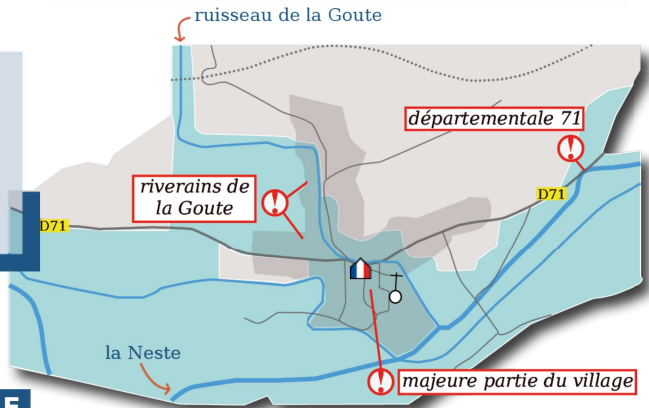 ruisseau de la Goute
départementale 71
riverains de
la Goute
D71
D71
la Neste
majeure partie du village